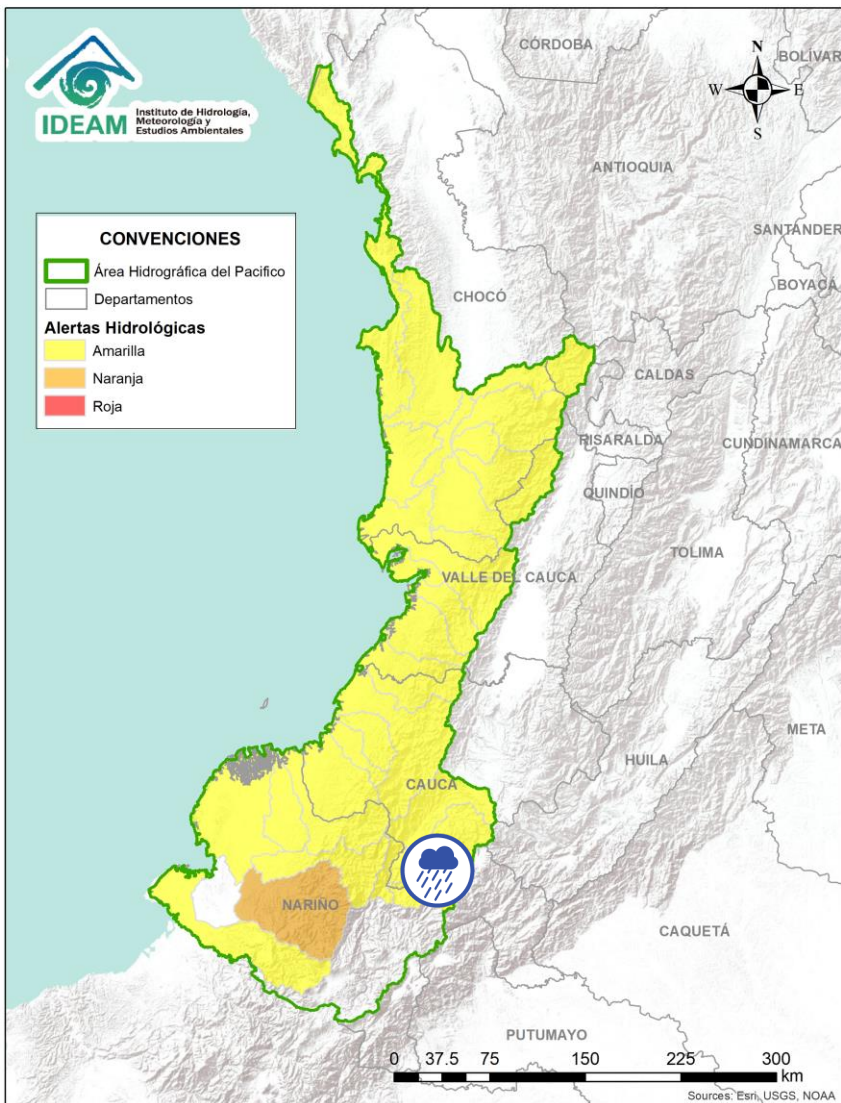 IDEAM
Instituto de Hidrología,
Meteorología y
Estudios Ambientales
CÓRDOBA
BOLÍVAR
N
W
E
S
ANTIOQUIA
SANTANDER
BOYACÁ
CONVENCIONES
Área Hidrográfica del Pacifico
Departamentos
Alertas Hidrológicas
Amarilla
Naranja
Roja
CHOCÓ
CALDAS
RISARALDA
CUNDINAMARCA
QUINDÍO
TOLIMA
VALLE DEL CAUCA
META
HUILA
CAUCA
NARIÑO
CAQUETÁ
PUTUMAYO
0 37.5 75 150 225 300
km
Sources: Esri, USGS, NOAA